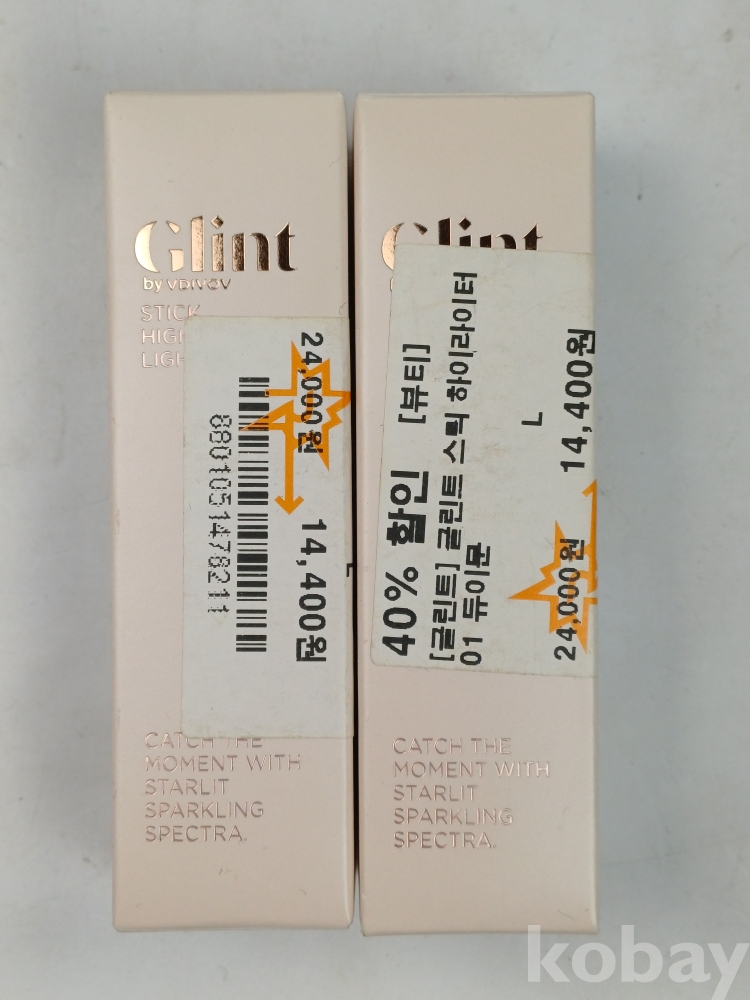 Glint
by VDIVOV
STICK
24,000원
14,400원
8801051476211
L
CATCH THE
MOMENT WITH
STARLIT
SPARKLING
SPECTRA.
Glint
40% 할인 [뷰티]
[글린트] 글린트 스틱 하이라이터
01 듀이문
L
24,000원 14,400원
CATCH THE
MOMENT WITH
STARLIT
SPARKLING
SPECTRA.
kobay